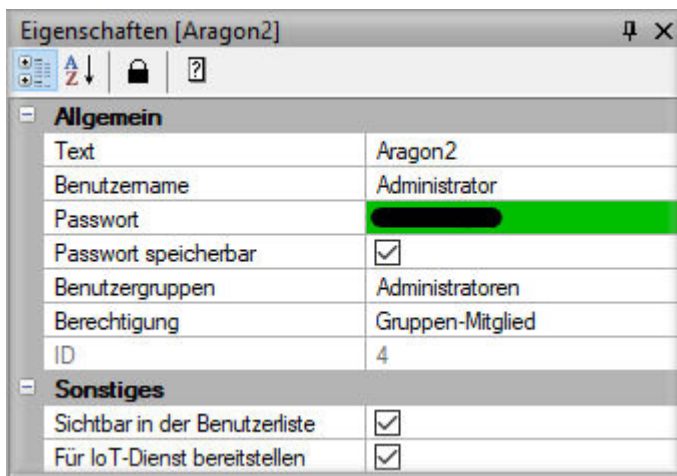 Eigenschaften [Aragon2]
Allgemein
Text Aragon2
Benutzername Administrator
Passwort
Passwort speicherbar
Benutzergruppen Administratoren
Berechtigung Gruppen-Mitglied
ID 4
Sonstiges
Sichtbar in der Benutzerliste
Für IoT-Dienst bereitstellen